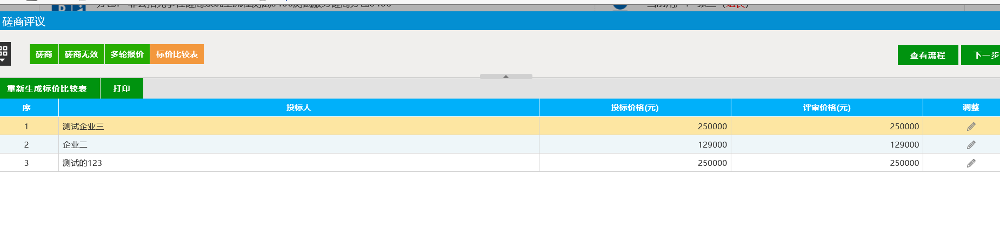 磋商评议
磋商 磋商无效 多轮报价 标价比较表
查看流程 下一步
重新生成标价比较表 打印
序 投标人 投标价格(元) 评审价格(元) 调整
1 测试企业三 250000 250000
2 企业二 129000 129000
3 测试的123 250000 250000